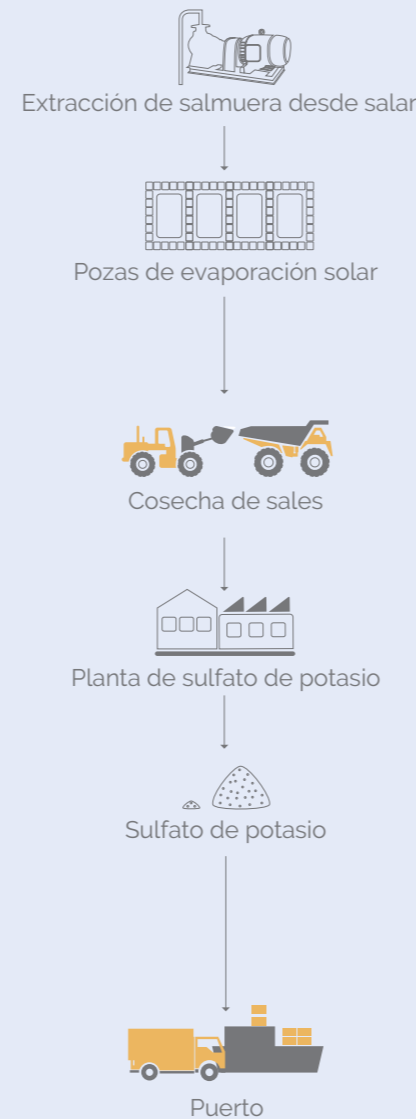 Extracción de salmuera desde salar
Pozas de evaporación solar
Cosecha de sales
Planta de sulfato de potasio
Sulfato de potasio
Puerto